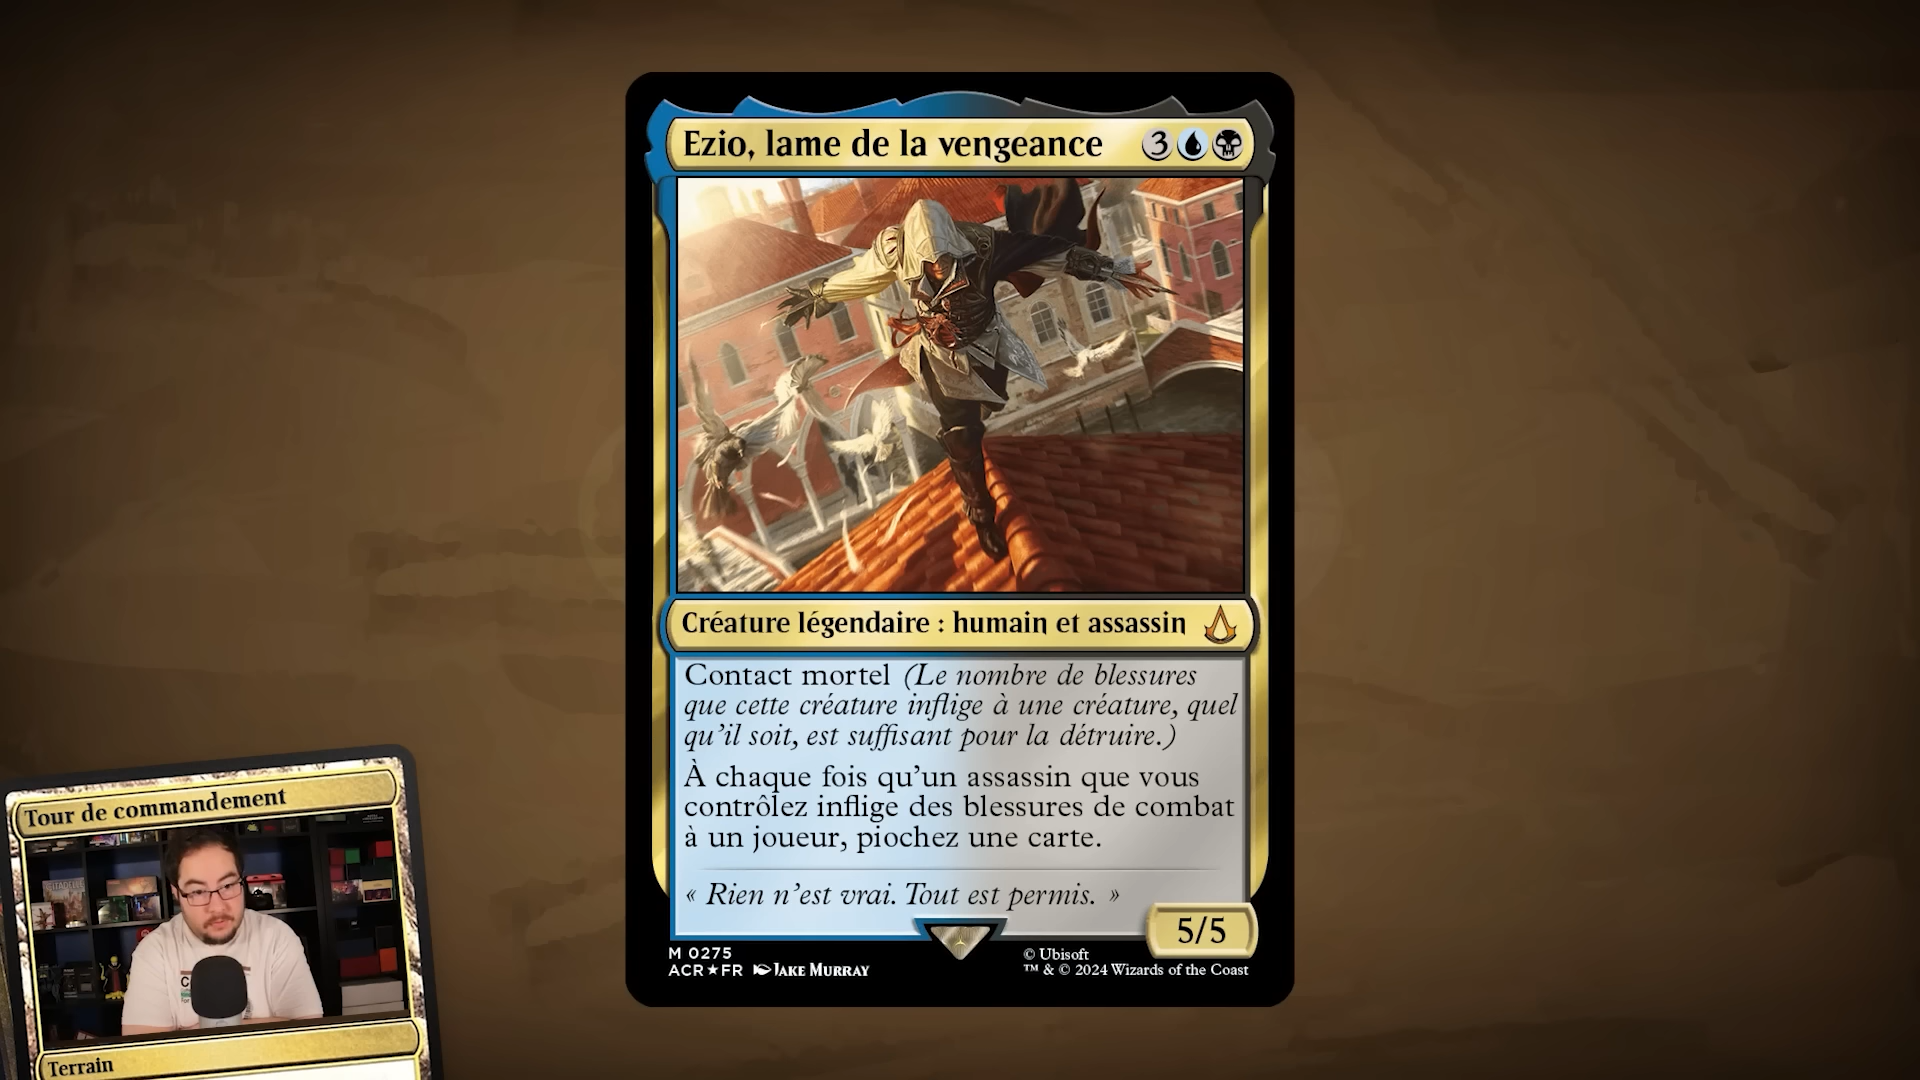 Ezio, lame de la vengeance
3
Créature légendaire : humain et assassin
Contact mortel (Le nombre de blessures
que cette créature inflige à une créature, quel
qu'il soit, est suffisant pour la détruire.)
À chaque fois qu'un assassin que vous
contrôlez inflige des blessures de combat
à un joueur, piochez une carte.
« Rien n'est vrai. Tout est permis. »
5/5
M 0275
ACR★FR JAKE MURRAY
© Ubisoft
™ & © 2024 Wizards of the Coast
Tour de commandement
CITADELLES
Terrain